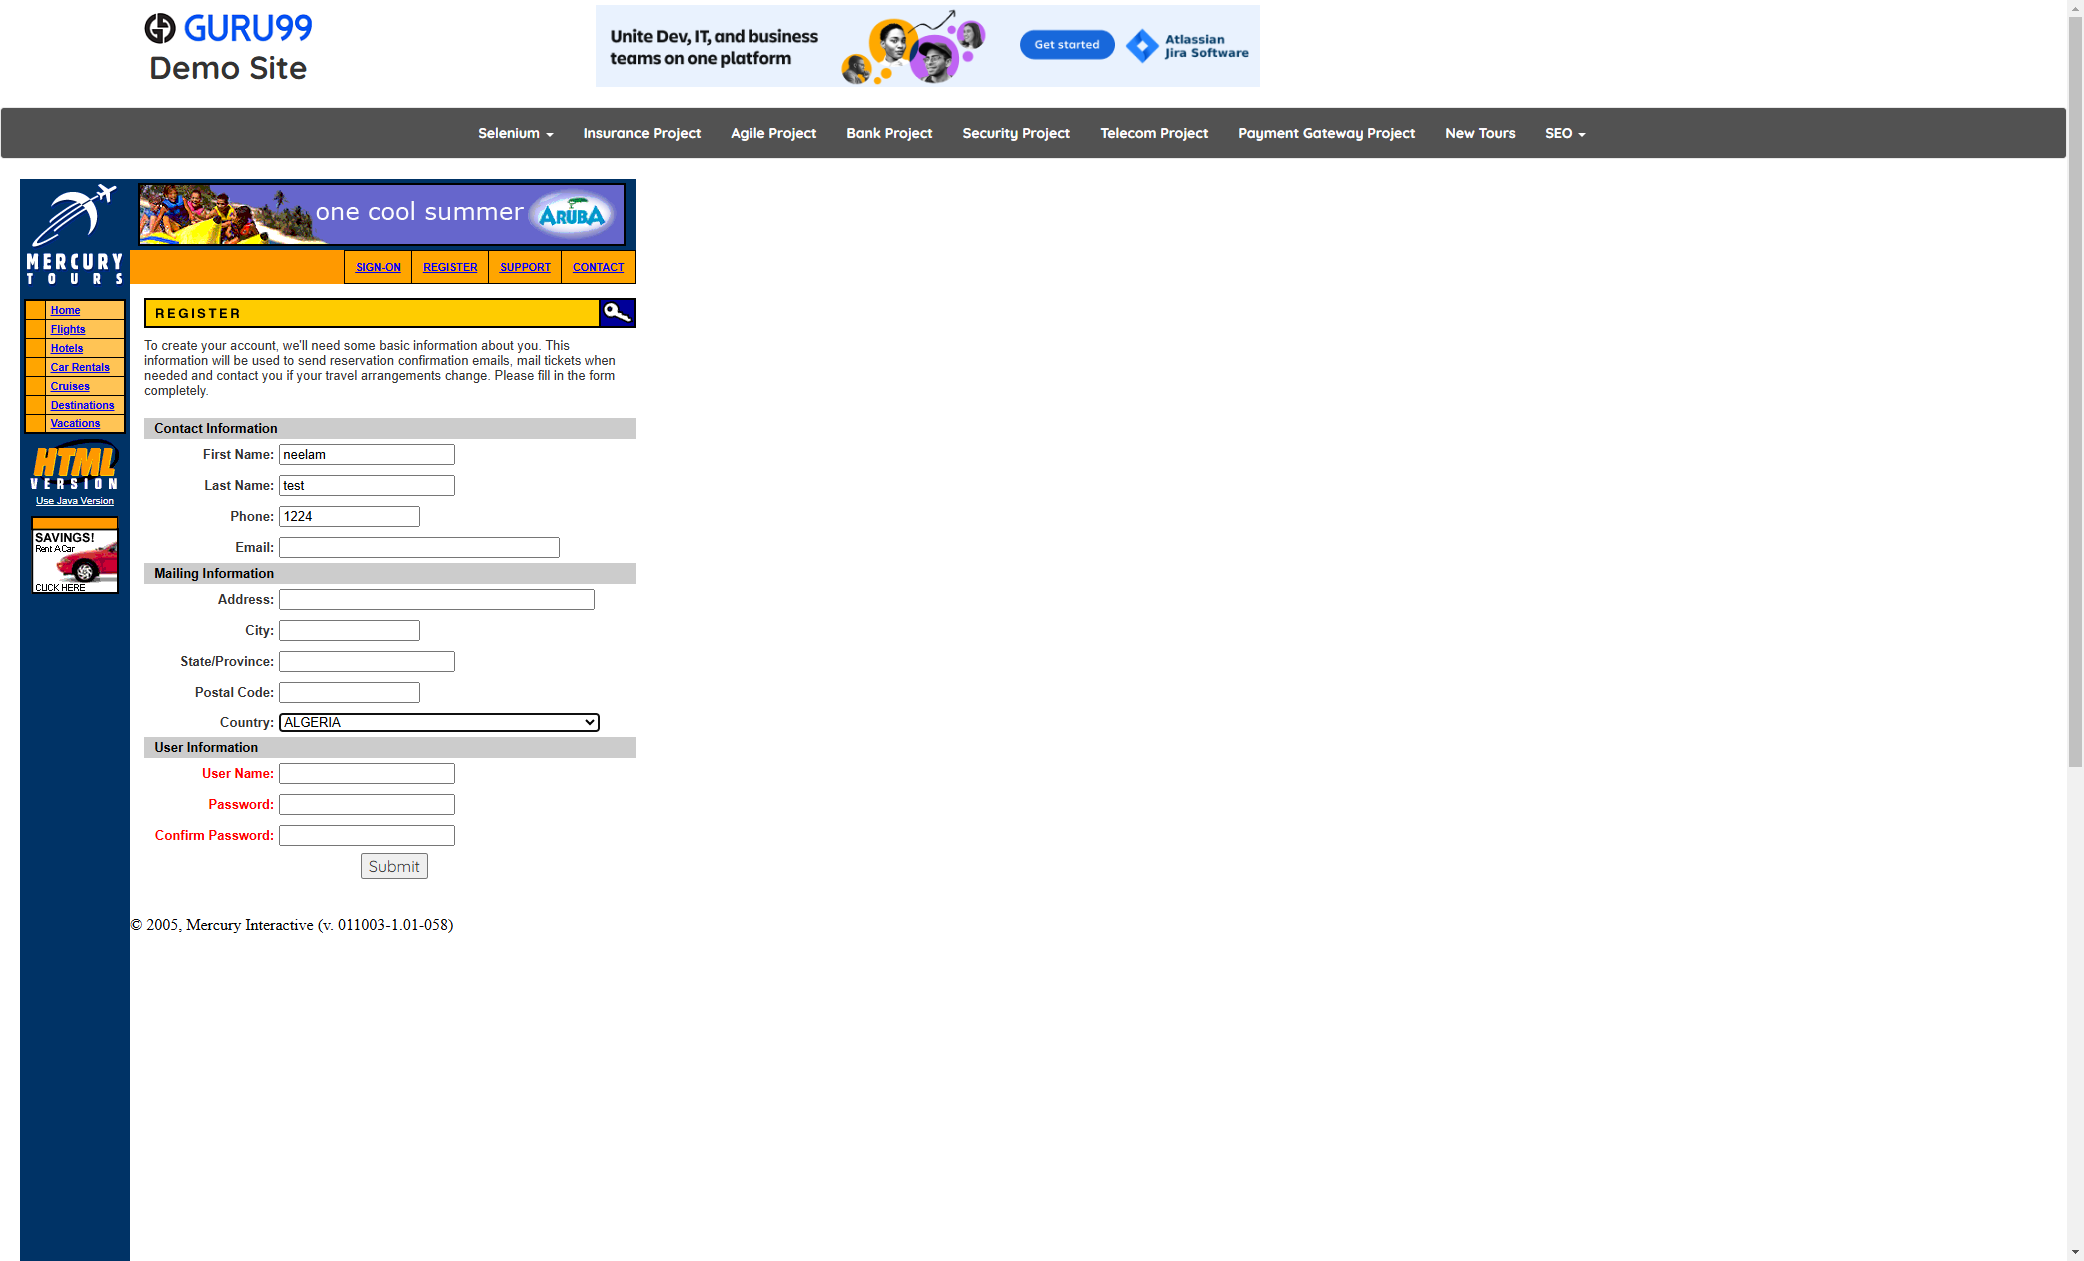 GURU99
Demo Site
Unite Dev, IT, and business
teams on one platform
Get started
Atlassian
Jira Software
Selenium Insurance Project Agile Project Bank Project Security Project Telecom Project Payment Gateway Project New Tours SEO
one cool summer ARUBA
MERCURY
TOURS
SIGN-ON REGISTER SUPPORT CONTACT
Home
Flights
Hotels
Car Rentals
Cruises
Destinations
Vacations
HTML
VERSION
Use Java Version
SAVINGS!
Rent A Car
CLICK HERE
REGISTER
To create your account, we'll need some basic information about you. This
information will be used to send reservation confirmation emails, mail tickets when
needed and contact you if your travel arrangements change. Please fill in the form
completely.
Contact Information
First Name: neelam
Last Name: test
Phone: 1224
Email:
Mailing Information
Address:
City:
State/Province:
Postal Code:
Country: ALGERIA
User Information
User Name:
Password:
Confirm Password:
Submit
© 2005, Mercury Interactive (v. 011003-1.01-058)